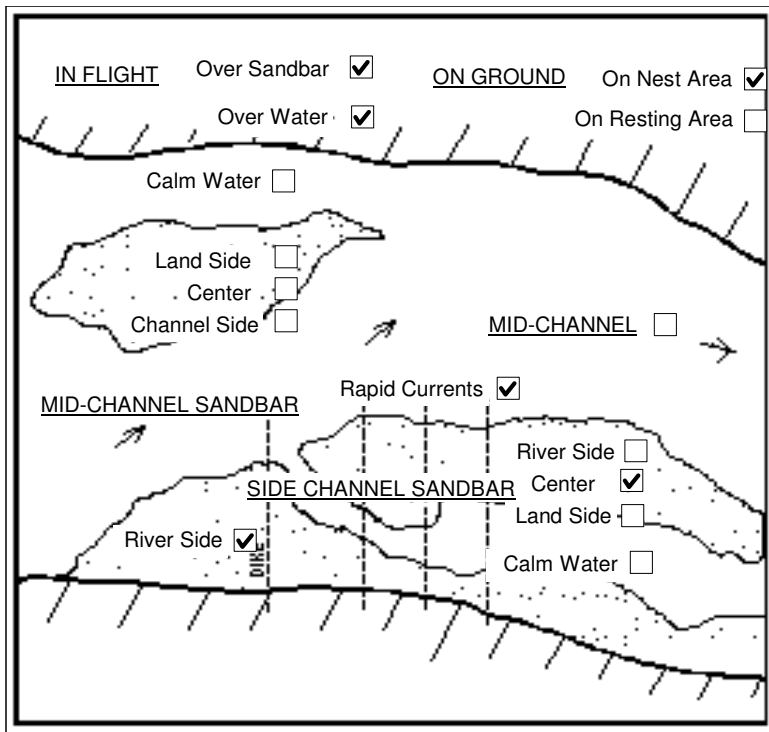 IN FLIGHT
Over Sandbar
ON GROUND
On Nest Area
Over Water
On Resting Area
Calm Water
Land Side
Center
Channel Side
MID-CHANNEL
Rapid Currents
MID-CHANNEL SANDBAR
River Side
SIDE CHANNEL SANDBAR
Center
Land Side
River Side
DIKE
Calm Water